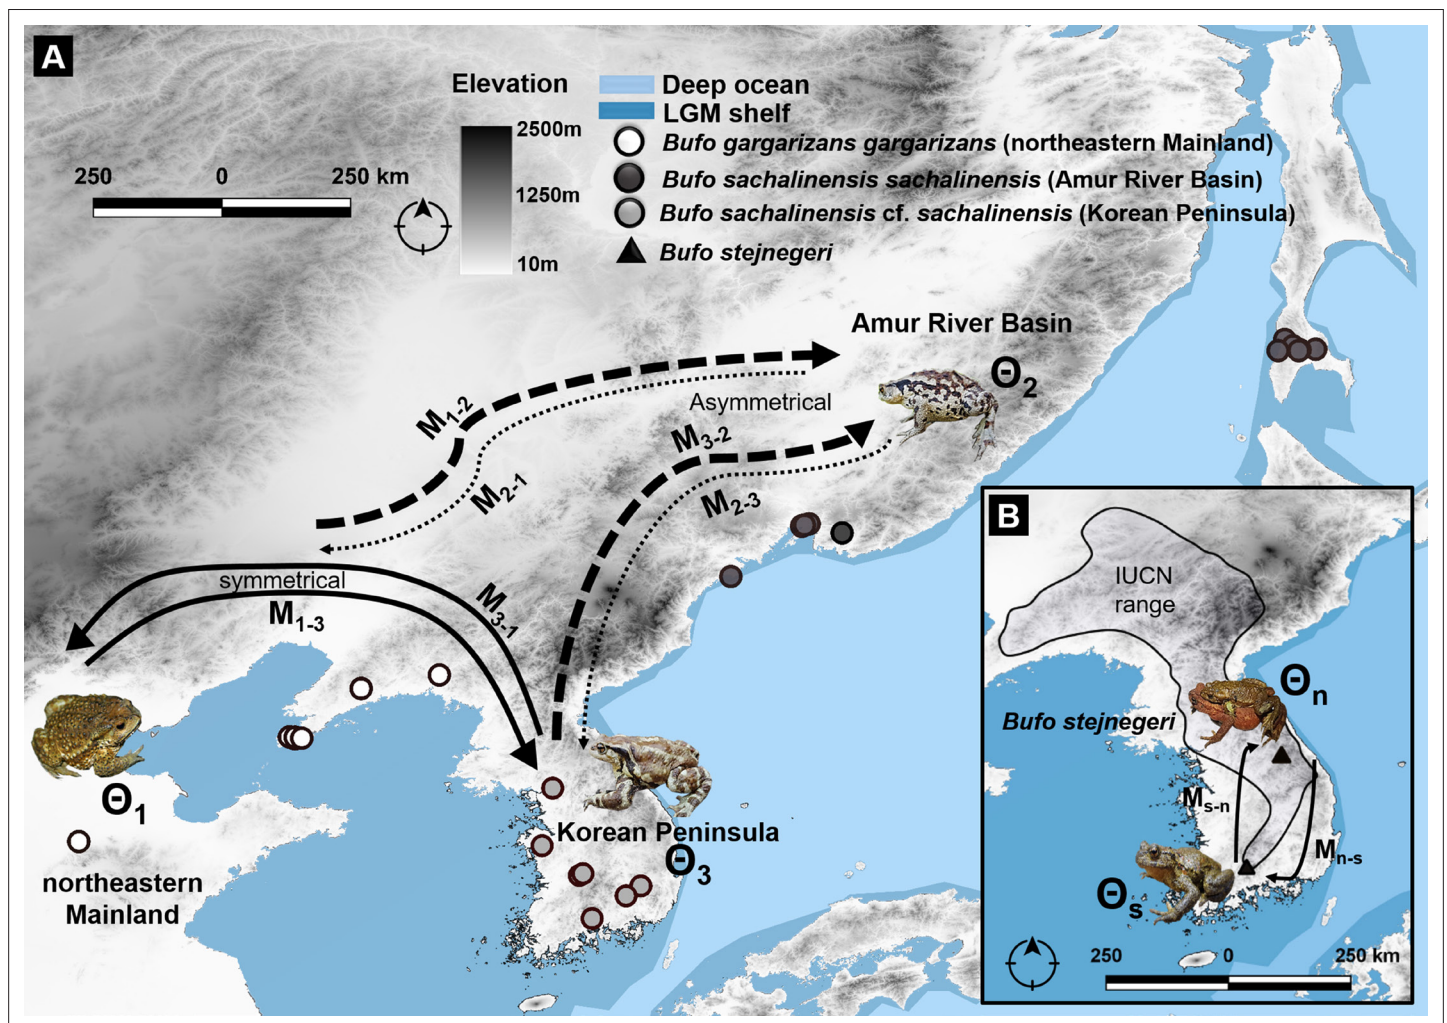 A
Elevation
2500m
1250m
10m
Deep ocean
LGM shelf
Bufo gargarizans gargarizans (northeastern Mainland)
Bufo sachalinensis sachalinensis (Amur River Basin)
Bufo sachalinensis cf. sachalinensis (Korean Peninsula)
Bufo stejnegeri
250 0 250 km
Amur River Basin
Θ2
M1-2
Asymmetrical
M3-2
M2-1
M2-3
symmetrical
M1-3
M3-1
Θ1
northeastern
Mainland
Korean Peninsula
Θ3
B
IUCN
range
Θn
Bufo stejnegeri
Ms-n
Mn-s
Θs
250 0 250 km